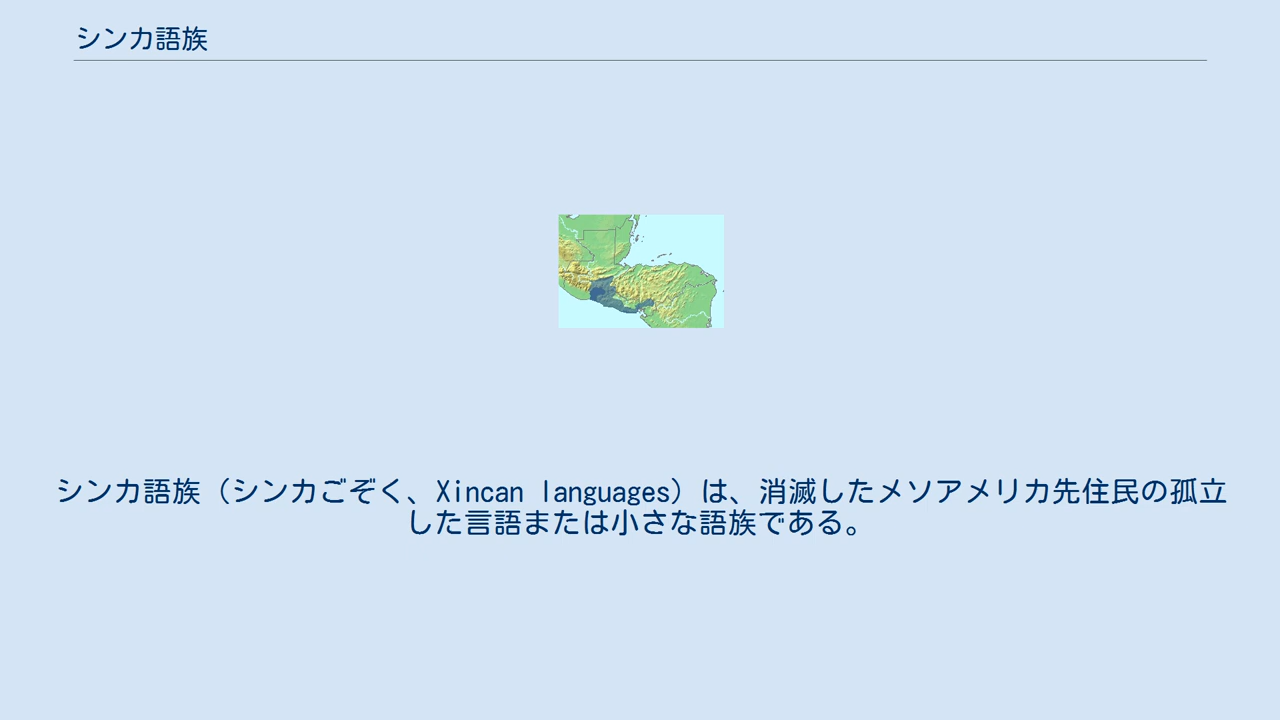 シンカ語族
シンカ語族（シンカごぞく、Xincan languages）は、消滅したメソアメリカ先住民の孤立
した言語または小さな語族である。